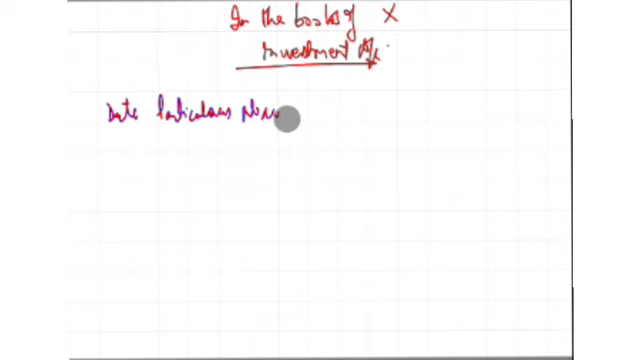 In the books of X
Investment A/c.
Date Particulars